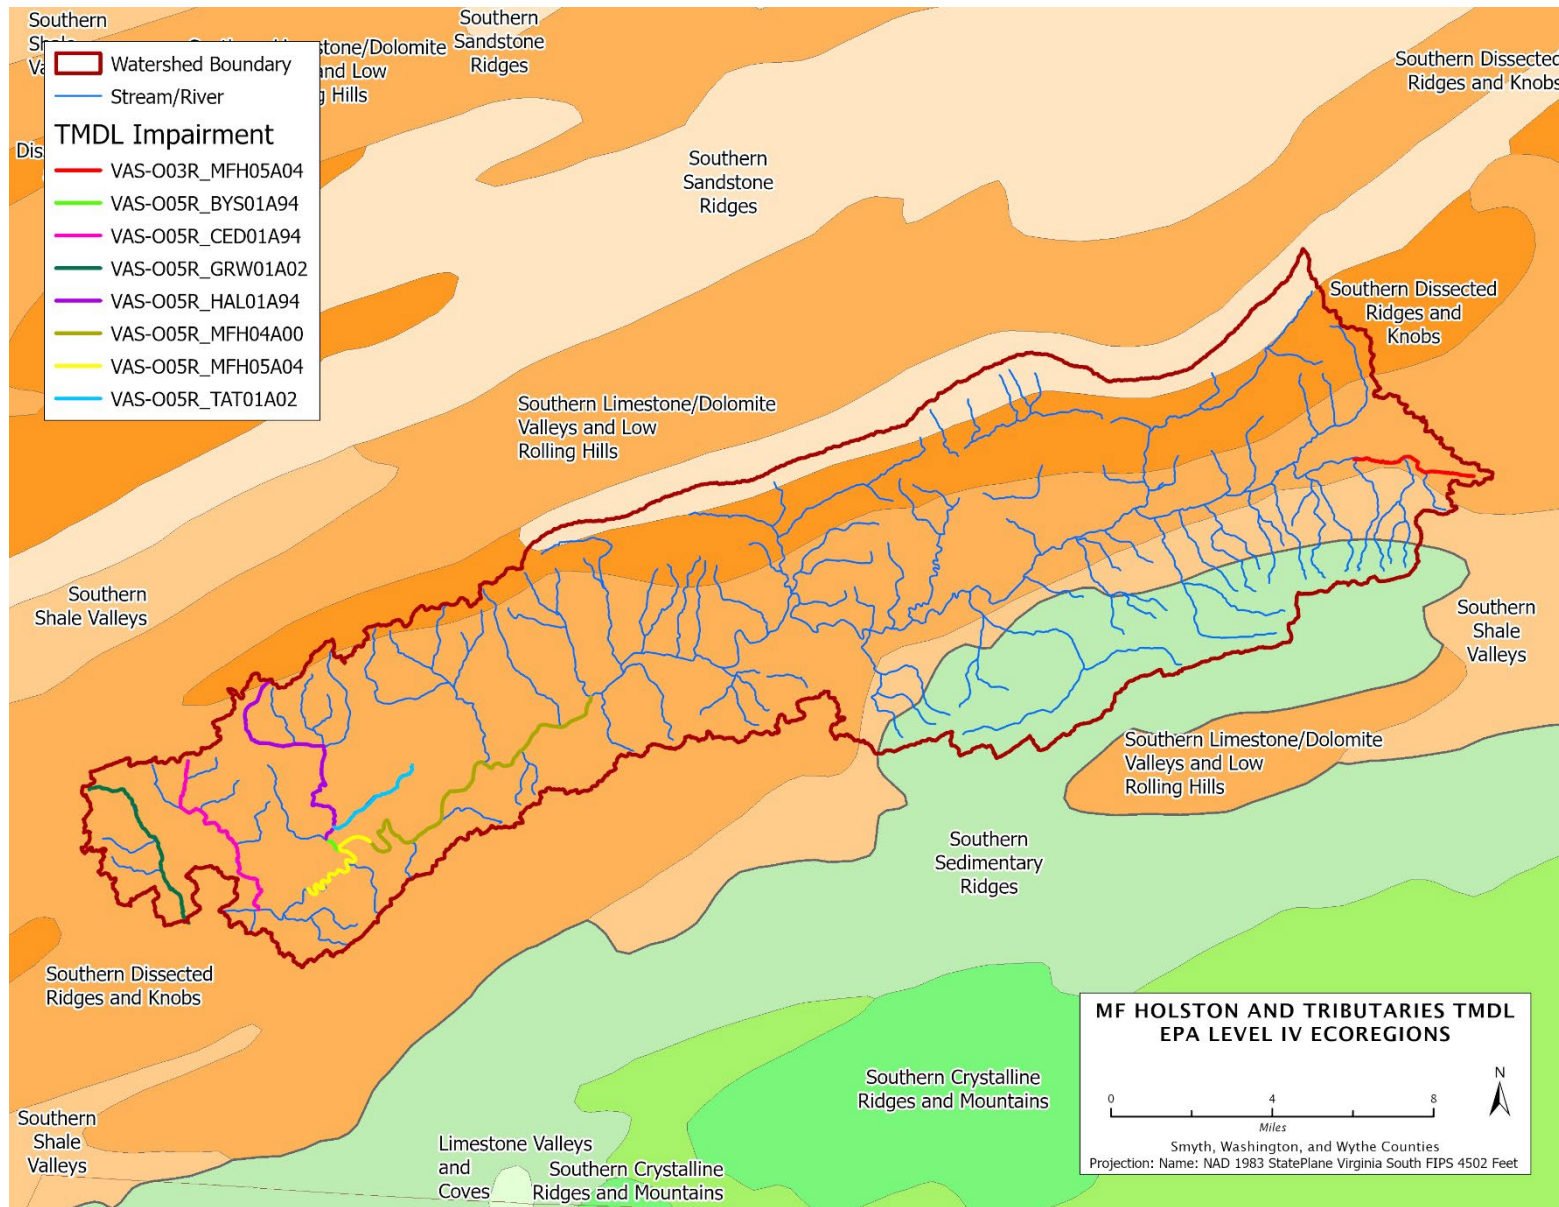 Southern
Sandstone
Ridges
Southern
Watershed Boundary
Stream/River
TMDL Impairment
VAS-O03R_MFH05A04
VAS-O05R_BYS01A94
VAS-O05R_CED01A94
VAS-O05R_GRW01A02
VAS-O05R_HAL01A94
VAS-O05R_MFH04A00
VAS-O05R_MFH05A04
VAS-O05R_TAT01A02
and Low
Hills
Southern Dissected
Ridges and Knobs
Southern
Sandstone
Ridges
Southern Dissected
Ridges and
Knobs
Southern Limestone/Dolomite
Valleys and Low
Rolling Hills
Southern
Shale Valleys
Southern
Shale
Valleys
Southern Limestone/Dolomite
Valleys and Low
Rolling Hills
Southern
Sedimentary
Ridges
Southern Dissected
Ridges and Knobs
Southern Crystalline
Ridges and Mountains
Southern
Shale
Valleys
Limestone Valleys
and
Coves
Southern Crystalline
Ridges and Mountains
MF HOLSTON AND TRIBUTARIES TMDL
EPA LEVEL IV ECOREGIONS
N
0 4 8
Miles
Smyth, Washington, and Wythe Counties
Projection: Name: NAD 1983 StatePlane Virginia South FIPS 4502 Feet